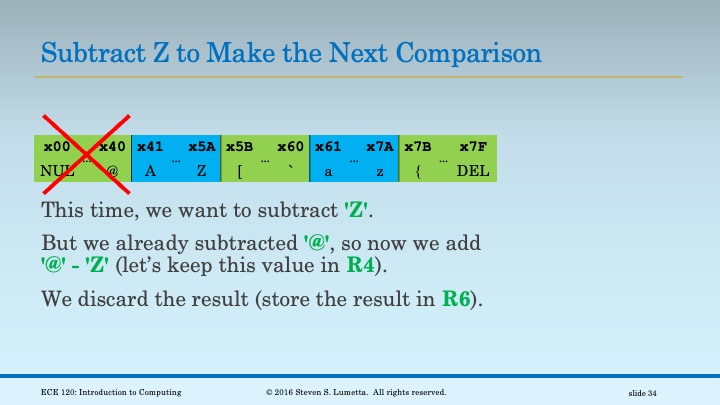 Subtract Z to Make the Next Comparison
x00 x40 x41 x5A x5B x60 x61 x7A x7B x7F
... ... ... ... ...
NUL @ A Z [ ` a z { DEL
This time, we want to subtract 'Z'.
But we already subtracted '@', so now we add
'@' - 'Z' (let’s keep this value in R4).
We discard the result (store the result in R6).
ECE 120: Introduction to Computing © 2016 Steven S. Lumetta. All rights reserved. slide 34